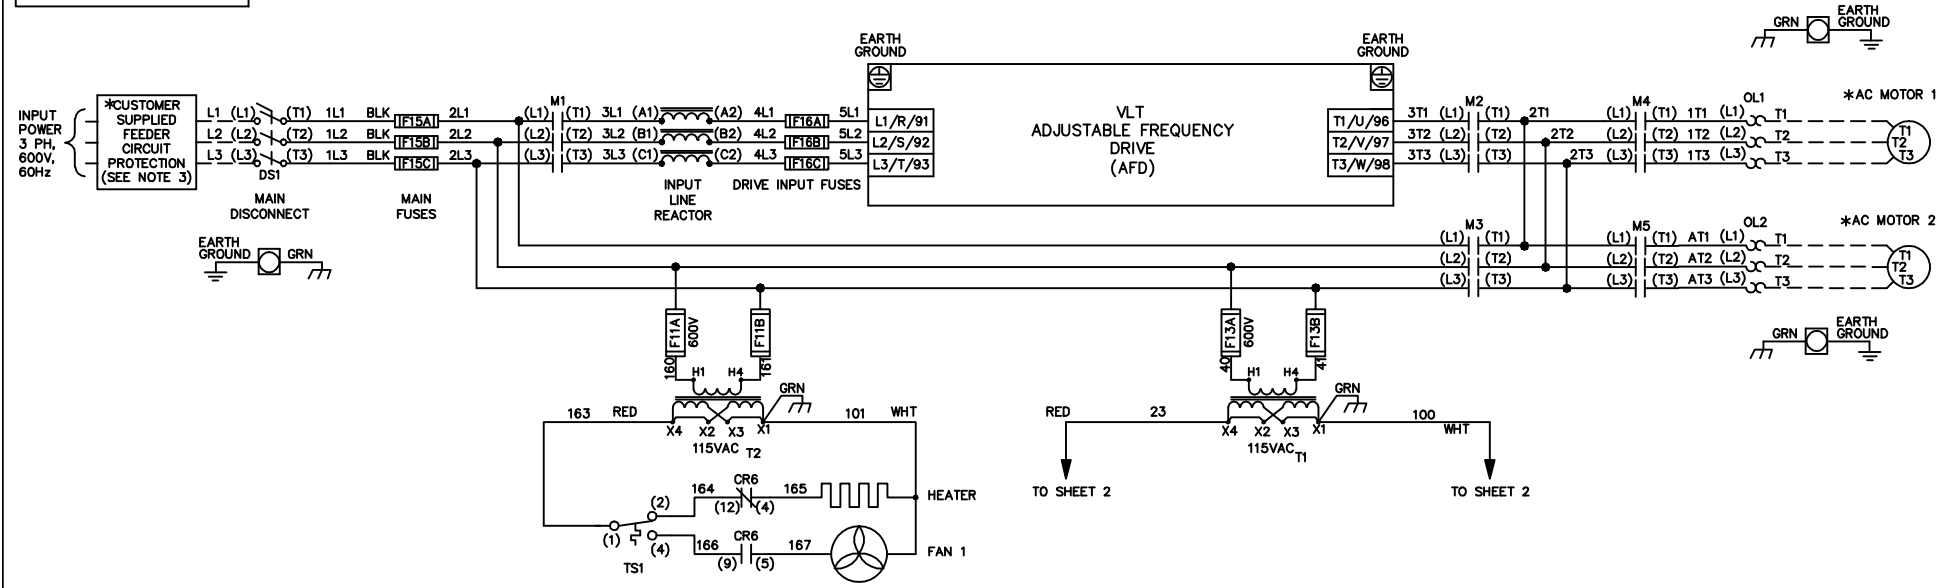 INPUT
POWER
3 PH,
600V,
60Hz
*CUSTOMER
SUPPLIED
FEEDER
CIRCUIT
PROTECTION
(SEE NOTE 3)
L1 (L1) (T1) 1L1 BLK F15A 2L1
L2 (L2) (T2) 1L2 BLK F15B 2L2
L3 (L3) (T3) 1L3 BLK F15C 2L3
DS1
MAIN
DISCONNECT
MAIN
FUSES
EARTH
GROUND
GRN
M1
(L1) (T1) 3L1 (A1) (A2) 4L1 F16A 5L1
(L2) (T2) 3L2 (B1) (B2) 4L2 F16B 5L2
(L3) (T3) 3L3 (C1) (C2) 4L3 F16C 5L3
INPUT
LINE
REACTOR
DRIVE INPUT FUSES
EARTH
GROUND
L1/R/91
L2/S/92
L3/T/93
VLT
ADJUSTABLE FREQUENCY
DRIVE
(AFD)
EARTH
GROUND
T1/U/96
T2/V/97
T3/W/98
M2
3T1 (L1) (T1) 2T1
3T2 (L2) (T2) 2T2
3T3 (L3) (T3) 2T3
M4
OL1
(L1) (T1) 1T1 (L1) T1
(L2) (T2) 1T2 (L2) T2
(L3) (T3) 1T3 (L3) T3
GRN
EARTH
GROUND
*AC MOTOR 1
T1
T2
T3
M3
(L1) (T1)
(L2) (T2)
(L3) (T3)
M5
OL2
(L1) (T1) AT1 (L1) T1
(L2) (T2) AT2 (L2) T2
(L3) (T3) AT3 (L3) T3
*AC MOTOR 2
T1
T2
T3
GRN
EARTH
GROUND
F11A
600V
F11B
160
161
H1 H4
GRN
163 RED
X4 X2 X3 X1
101 WHT
115VAC T2
F13A
600V
F13B
40
41
H1 H4
GRN
RED 23
X4 X2 X3 X1
100
WHT
115VAC T1
TO SHEET 2
TO SHEET 2
(1)
(2)
(4)
TS1
164 CR6 165
(12) (4)
HEATER
166 CR6 167
(9) (5)
FAN 1